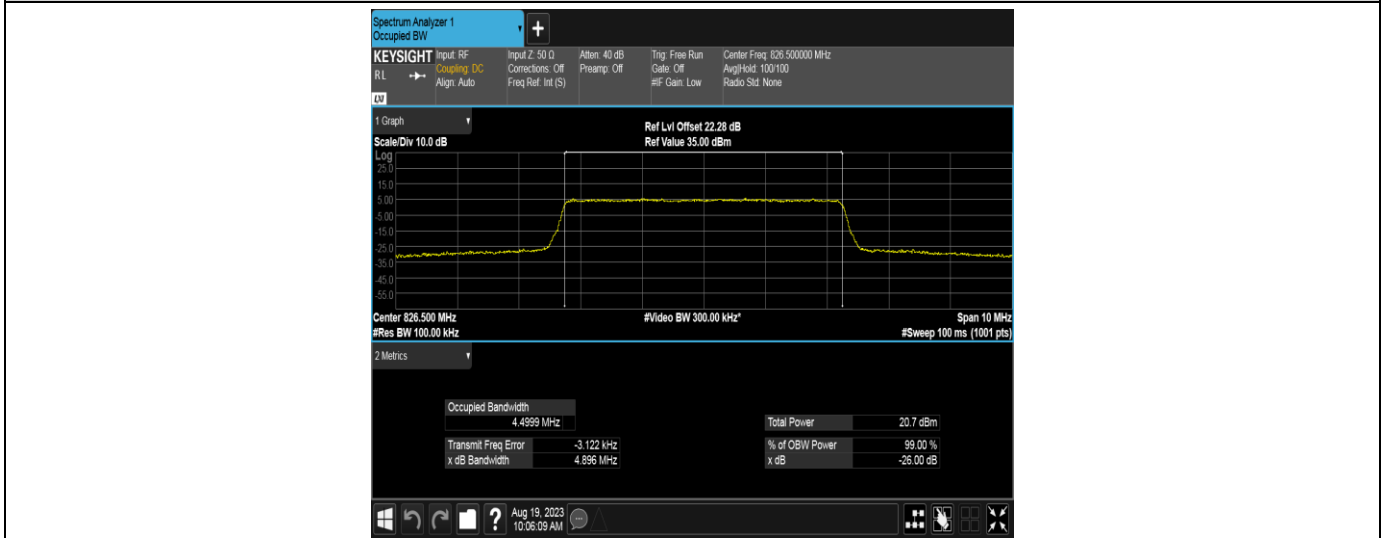 Spectrum Analyzer 1
Occupied BW
+
KEYSIGHT
RL
LXI
Input: RF
Coupling: DC
Align: Auto
Input Z: 50 Ω
Corrections: Off
Freq Ref: Int (S)
Atten: 40 dB
Preamp: Off
Trig: Free Run
Gate: Off
#IF Gain: Low
Center Freq: 826.500000 MHz
Avg|Hold: 100/100
Radio Std: None
1 Graph
Scale/Div 10.0 dB
Ref Lvl Offset 22.28 dB
Ref Value 35.00 dBm
Log
25.0
15.0
5.00
-5.00
-15.0
-25.0
-35.0
-45.0
-55.0
Center 826.500 MHz
#Video BW 300.00 kHz*
Span 10 MHz
#Res BW 100.00 kHz
#Sweep 100 ms (1001 pts)
2 Metrics
Occupied Bandwidth
4.4999 MHz
Total Power 20.7 dBm
Transmit Freq Error -3.122 kHz
% of OBW Power 99.00 %
x dB Bandwidth 4.896 MHz
x dB -26.00 dB
?
Aug 19, 2023
10:06:09 AM